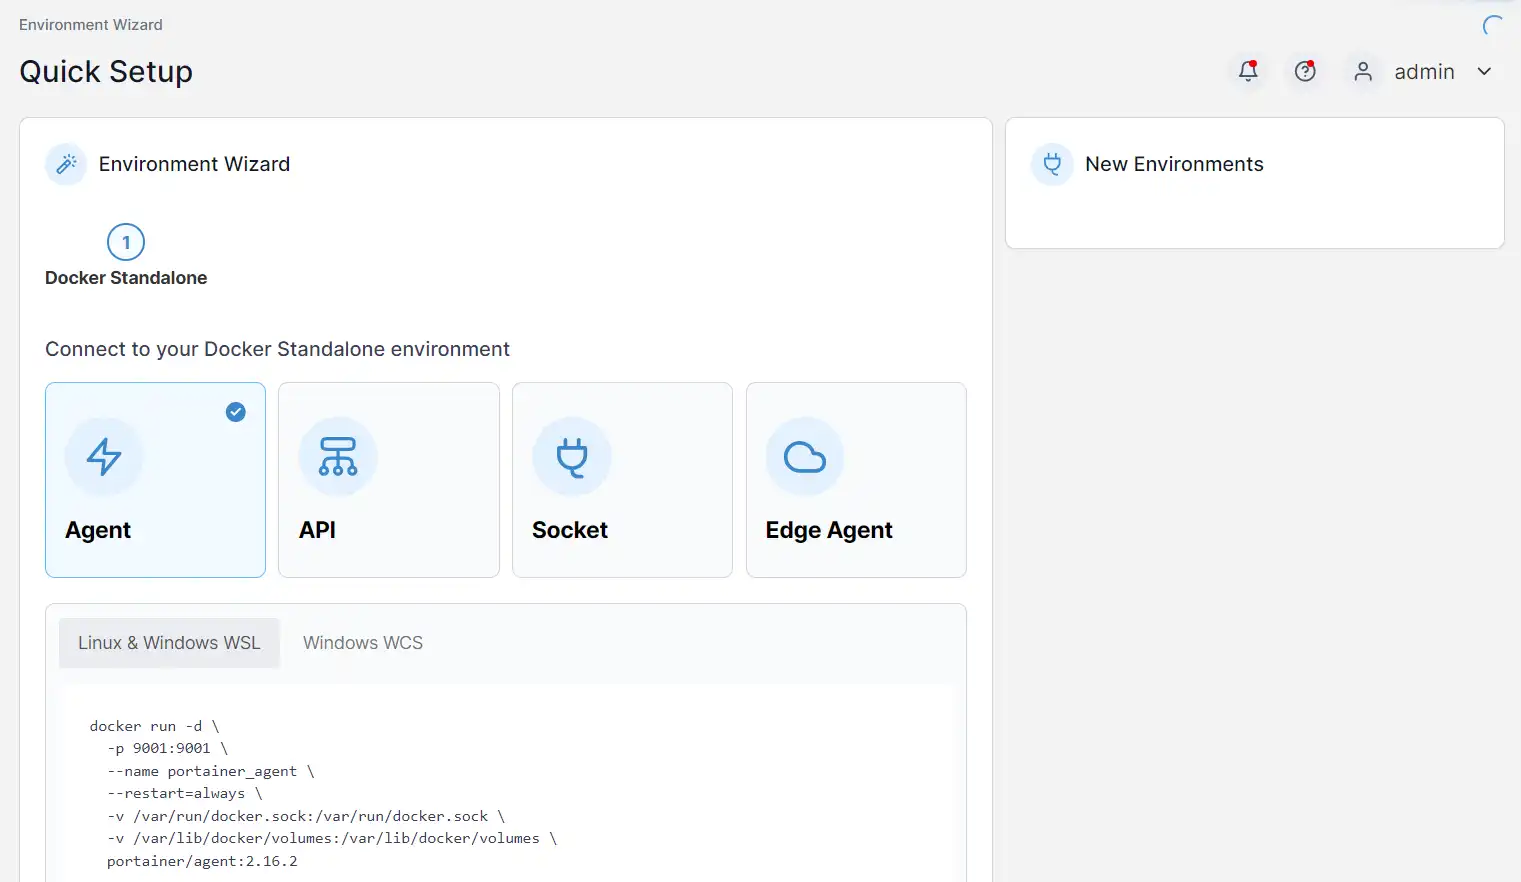 Environment Wizard
Quick Setup
admin
Environment Wizard
1
Docker Standalone
Connect to your Docker Standalone environment
Agent
API
Socket
Edge Agent
Linux & Windows WSL
Windows WCS
docker run -d \
  -p 9001:9001 \
  --name portainer_agent \
  --restart=always \
  -v /var/run/docker.sock:/var/run/docker.sock \
  -v /var/lib/docker/volumes:/var/lib/docker/volumes \
  portainer/agent:2.16.2
New Environments